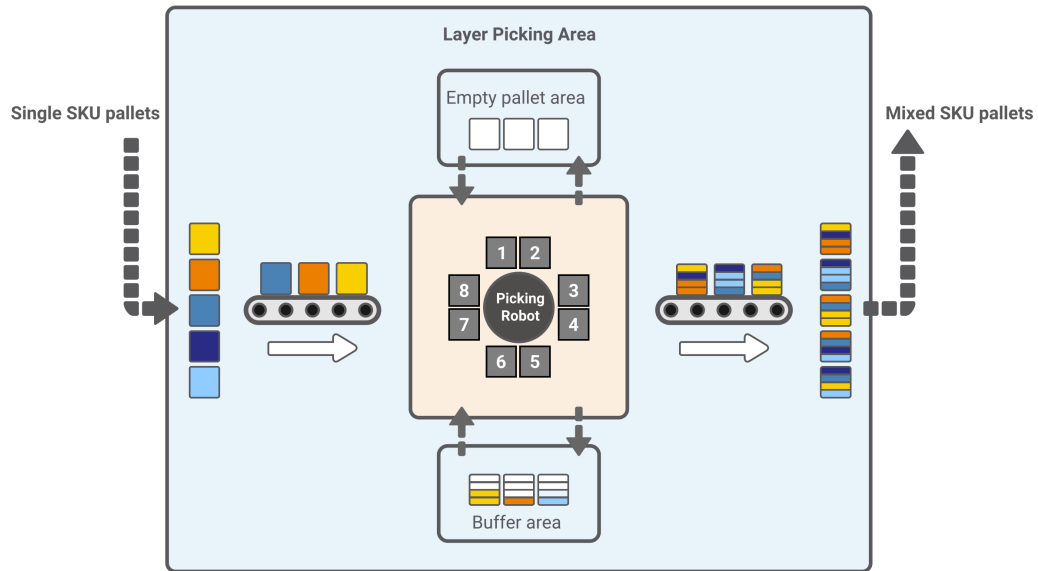 Layer Picking Area
Single SKU pallets
Empty pallet area
Mixed SKU pallets
1 2
8 3
Picking
Robot
7 4
6 5
Buffer area